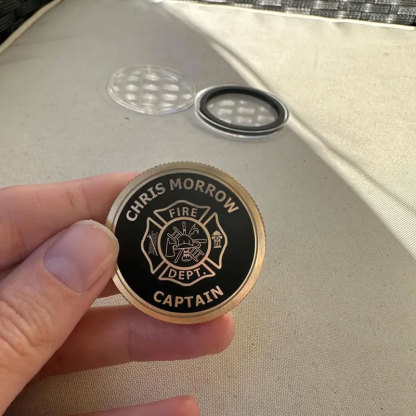 CHRIS MORROW
FIRE
DEPT.
CAPTAIN